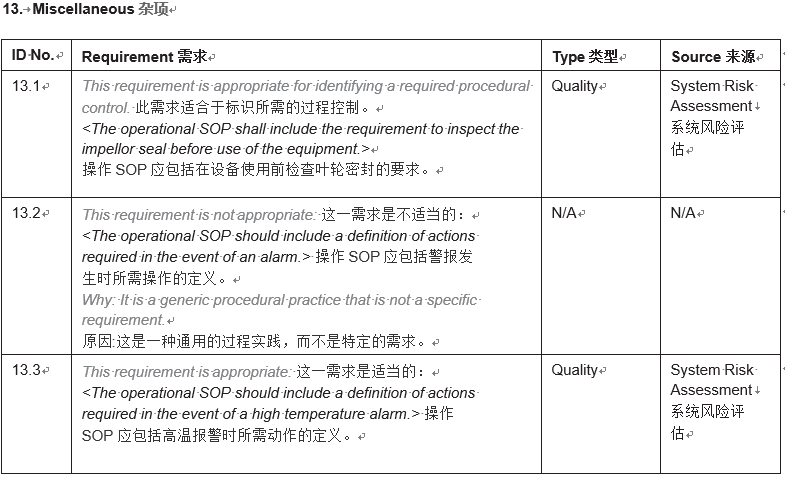 13. Miscellaneous 杂项
ID No. Requirement 需求 Type 类型 Source 来源
13.1
This requirement is appropriate for identifying a required procedural
control. 此需求适合于标识所需的过程控制。
<The operational SOP shall include the requirement to inspect the
impellor seal before use of the equipment.>
操作 SOP 应包括在设备使用前检查叶轮密封的要求。
Quality
System Risk
Assessment
系统风险评
估
13.2
This requirement is not appropriate: 这一需求是不适当的：
<The operational SOP should include a definition of actions
required in the event of an alarm.> 操作 SOP 应包括警报发
生时所需操作的定义。
Why: It is a generic procedural practice that is not a specific
requirement.
原因:这是一种通用的过程实践，而不是特定的需求。
N/A
N/A
13.3
This requirement is appropriate: 这一需求是适当的：
<The operational SOP should include a definition of actions
required in the event of a high temperature alarm.> 操作
SOP 应包括高温报警时所需动作的定义。
Quality
System Risk
Assessment
系统风险评
估